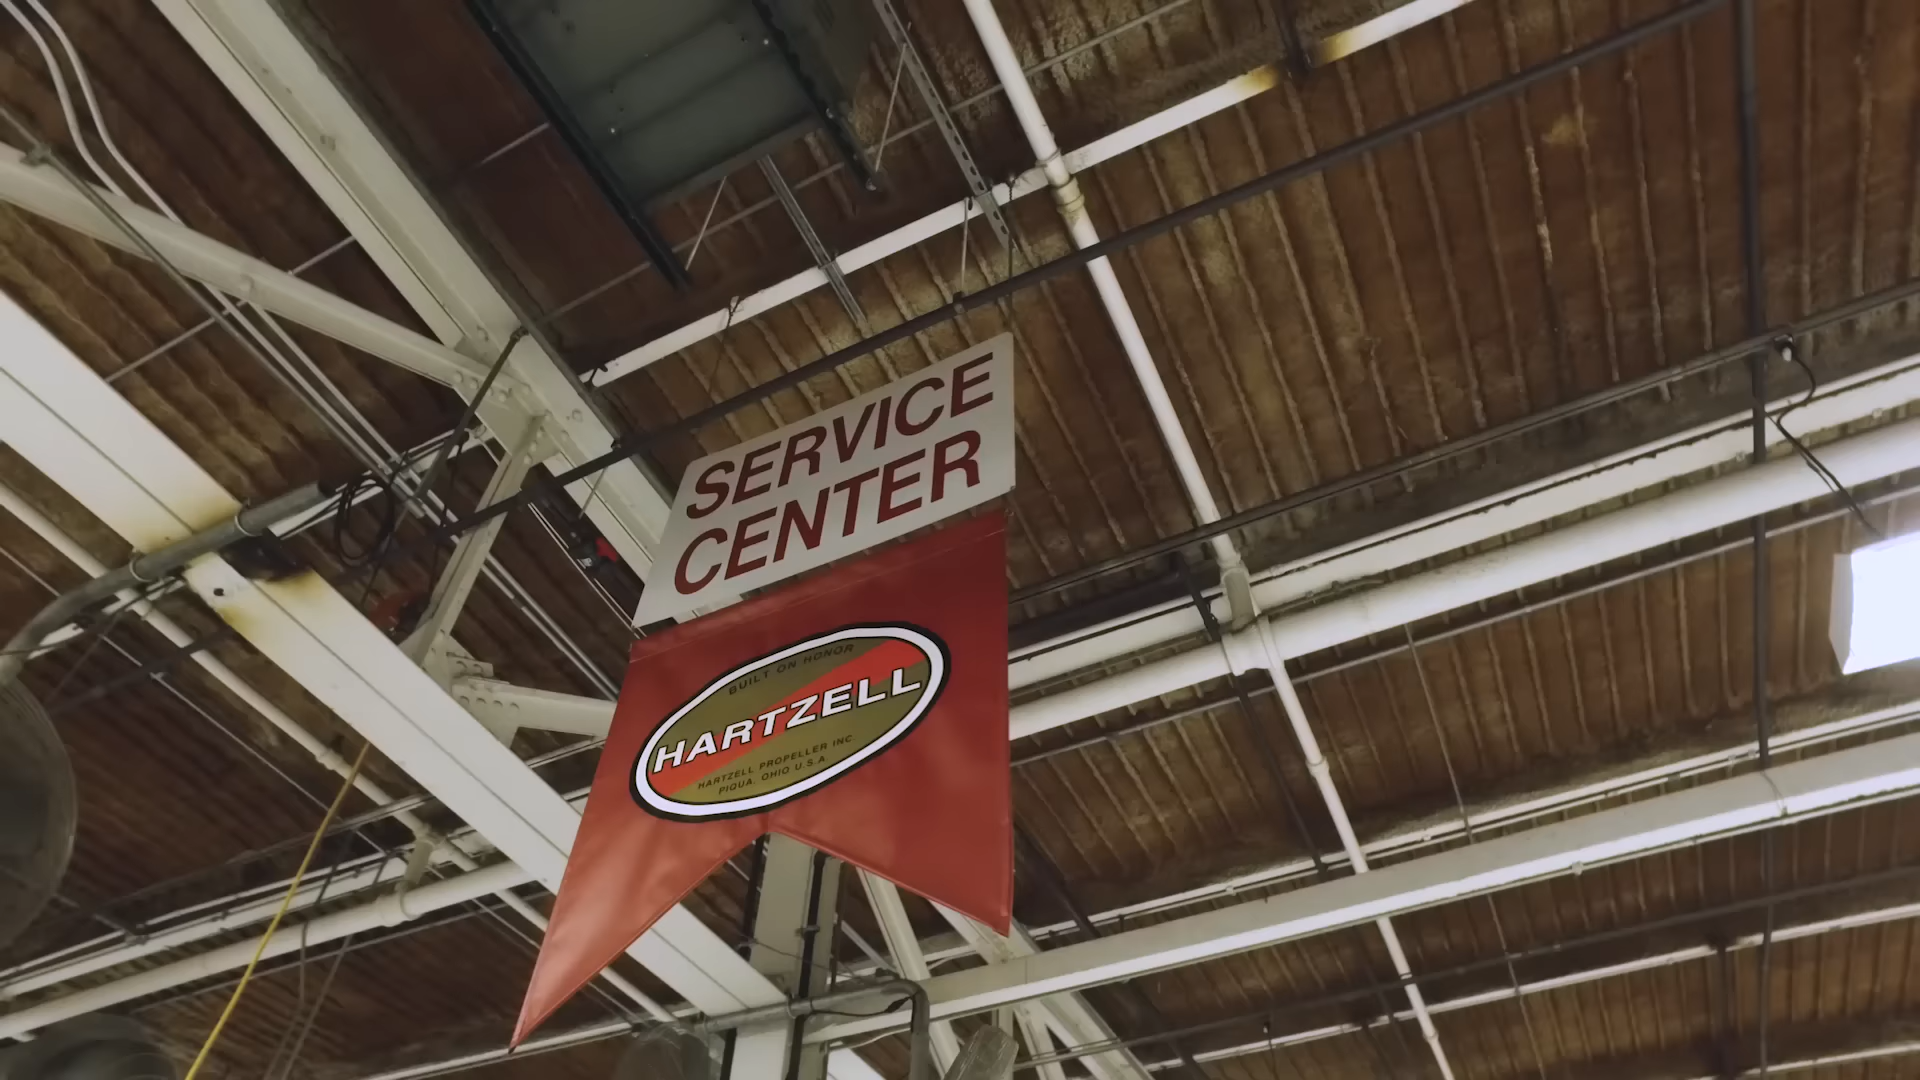 SERVICE
CENTER
BUILT ON HONOR
HARTZELL
HARTZELL PROPELLER INC.
PIQUA, OHIO U.S.A.